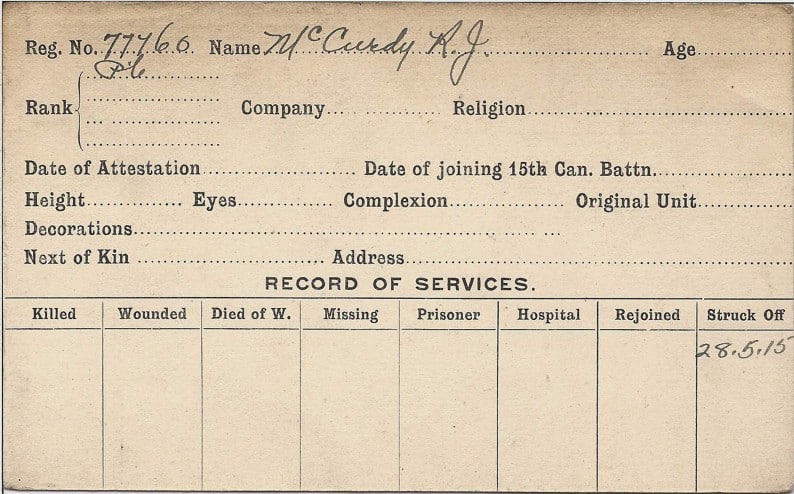 Reg. No. 77760 Name McCurdy R.J. Age
Pte
Rank Company Religion
Date of Attestation Date of joining 15th Can. Battn.
Height Eyes Complexion Original Unit
Decorations
Next of Kin Address
RECORD OF SERVICES.
Killed Wounded Died of W. Missing Prisoner Hospital Rejoined Struck Off
28.5.15